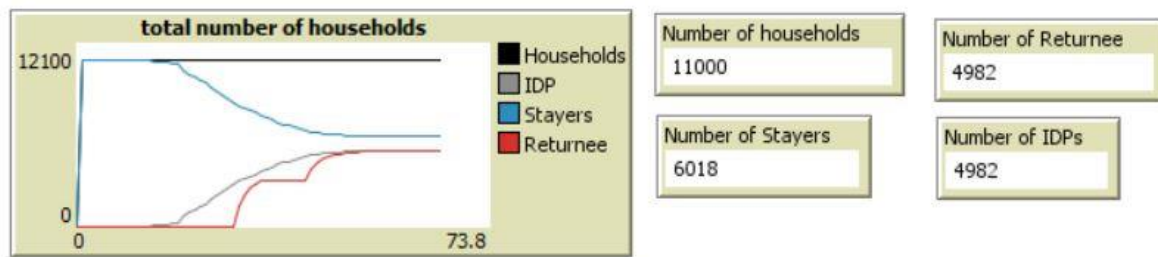 total number of households
12100
0
0
73.8
Households
IDP
Stayers
Returnee
Number of households
11000
Number of Returnee
4982
Number of Stayers
6018
Number of IDPs
4982